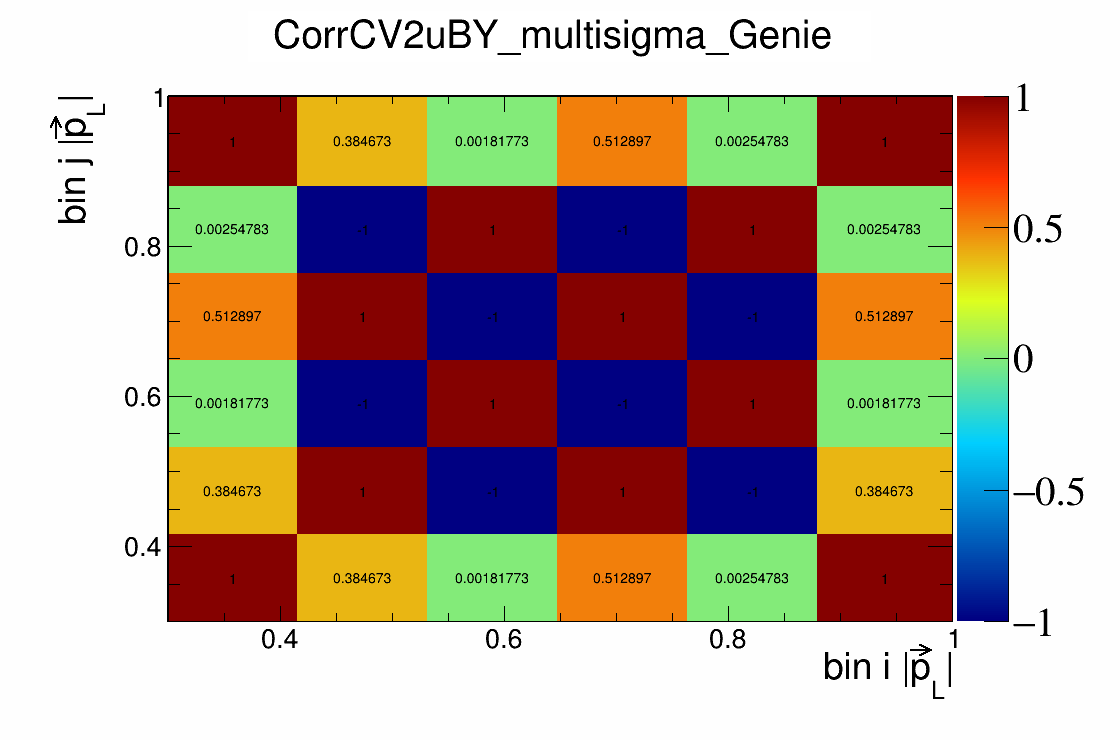 CorrCV2uBY_multisigma_Genie
bin j |p_L|
1
0.8
0.6
0.4
1 0.384673 0.00181773 0.512897 0.00254783 1
0.00254783 -1 1 -1 1 0.00254783
0.512897 1 -1 1 -1 0.512897
0.00181773 -1 1 -1 1 0.00181773
0.384673 1 -1 1 -1 0.384673
1 0.384673 0.00181773 0.512897 0.00254783 1
0.4 0.6 0.8 1
bin i |p_L|
1
0.5
0
−0.5
−1